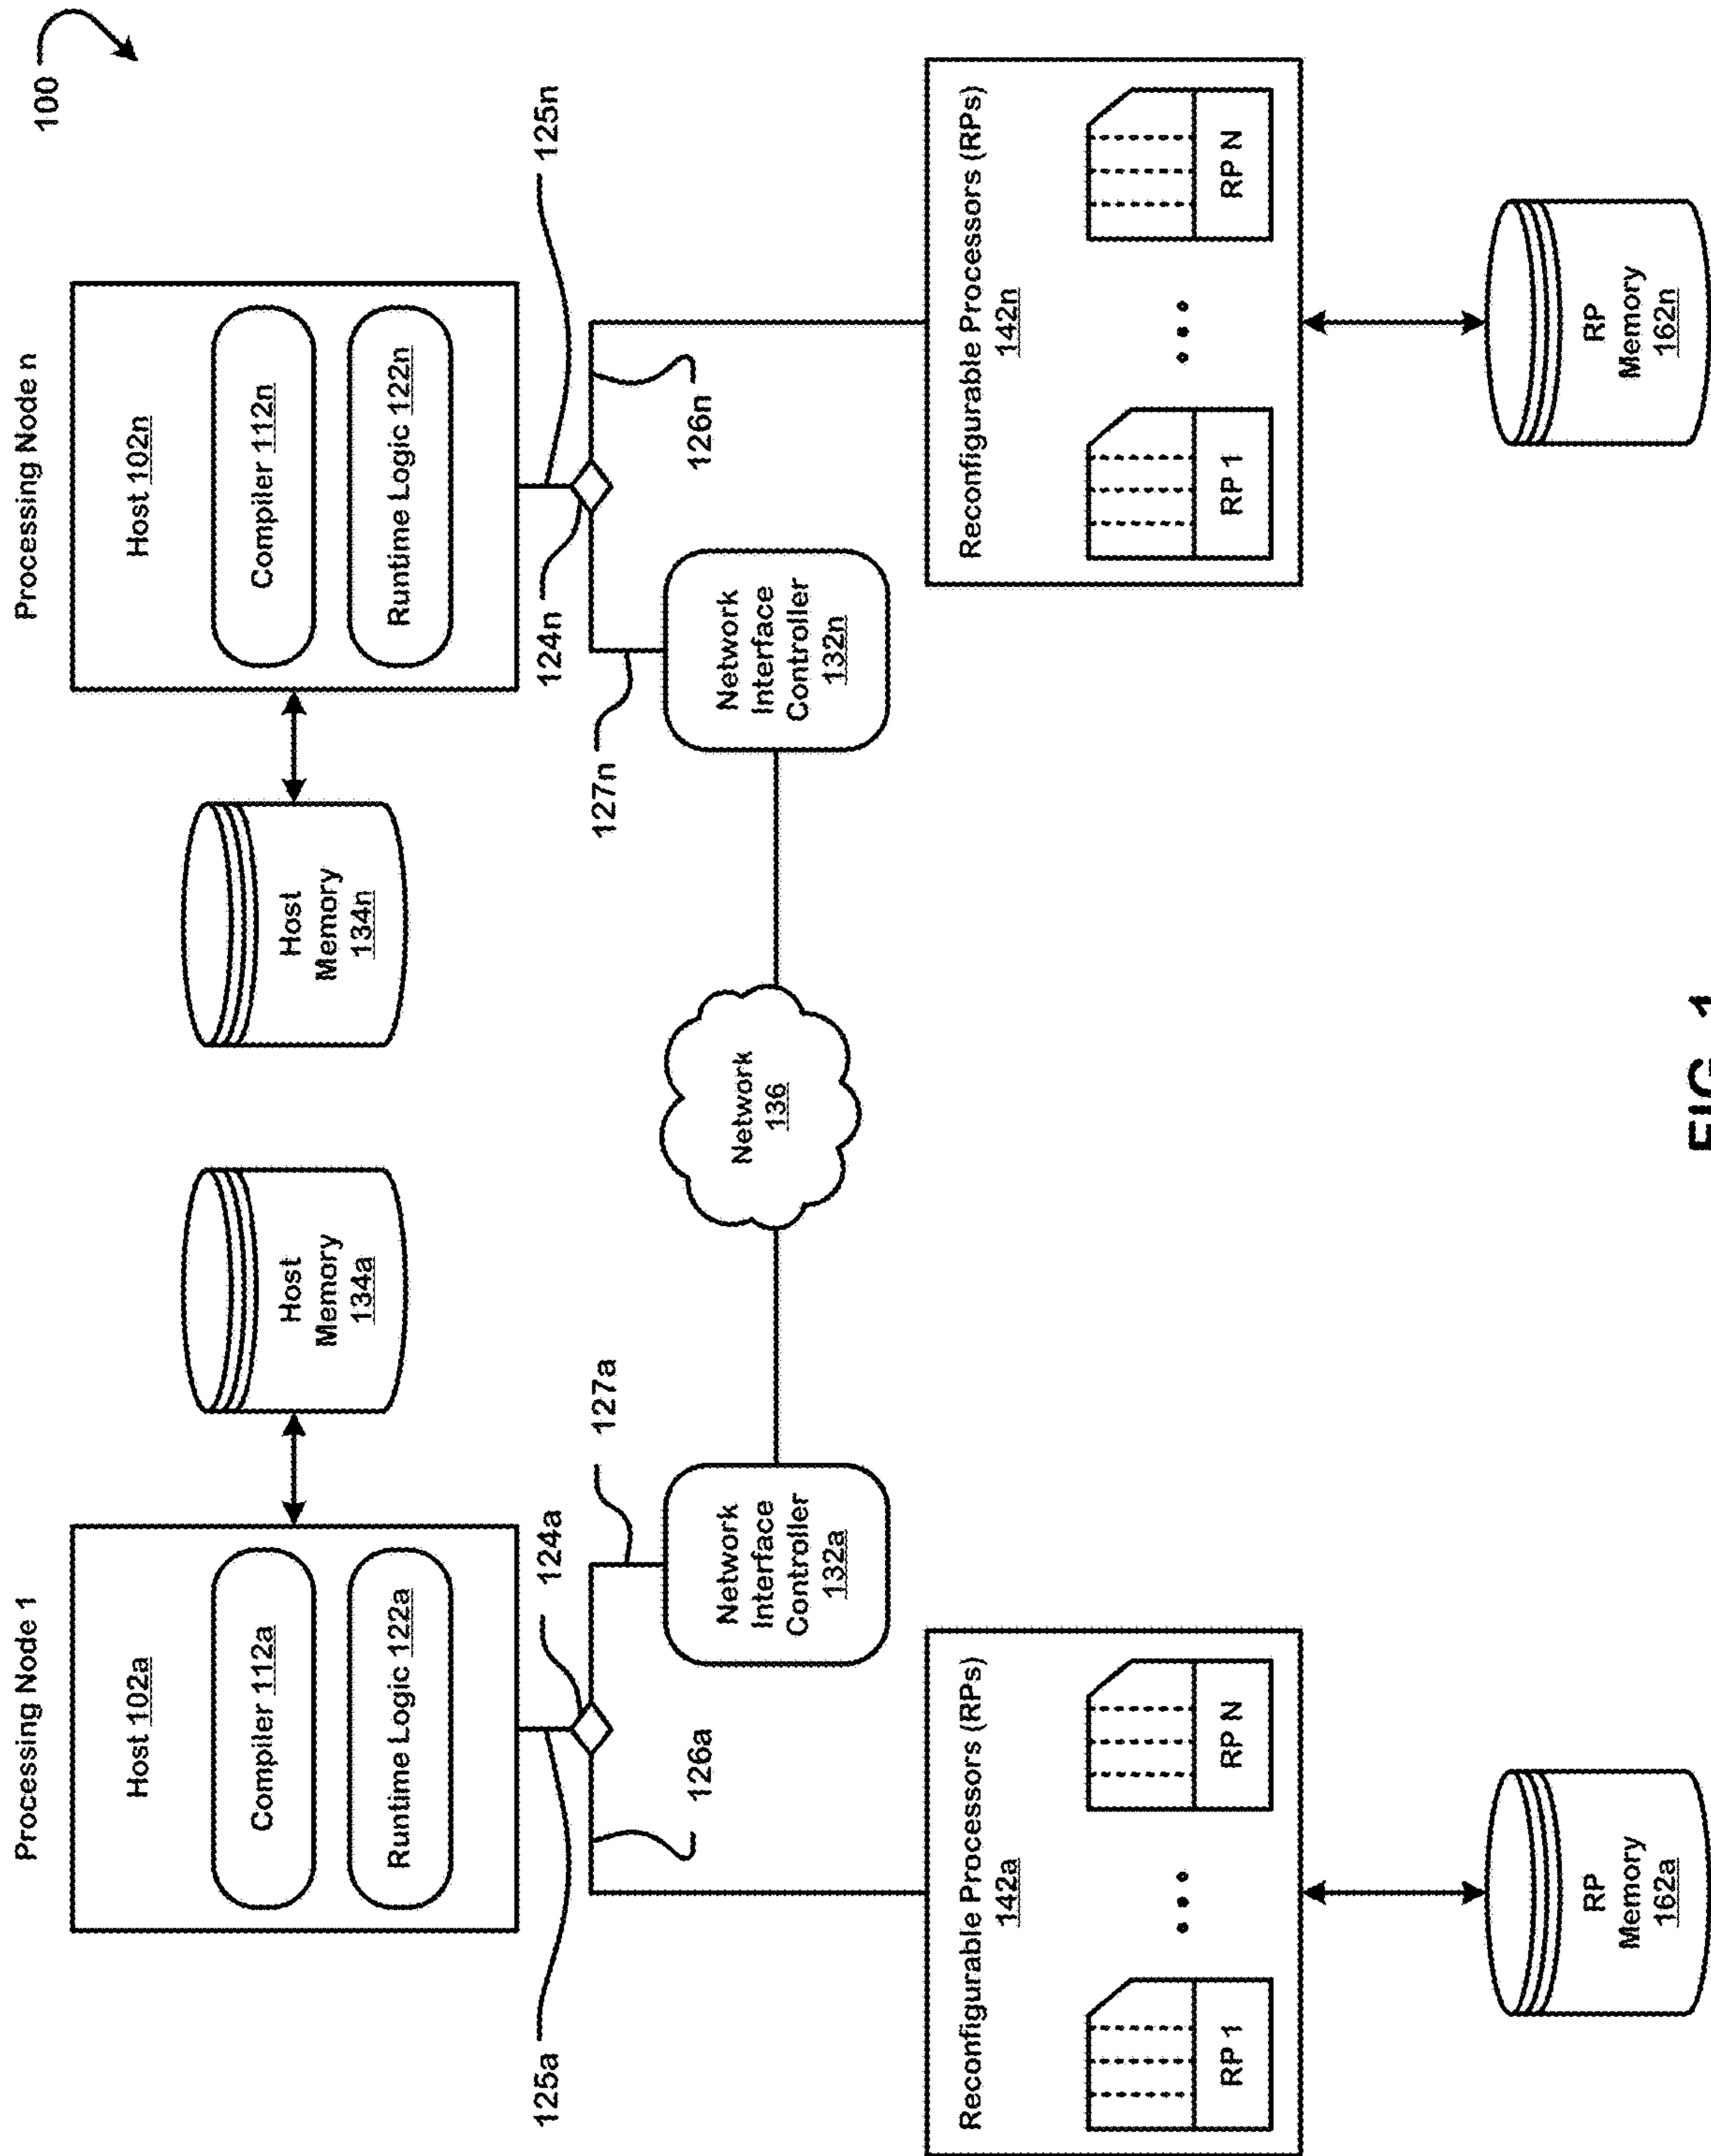 100
Processing Node 1
Processing Node n
Host 102a
Compiler 112a
Runtime Logic 122a
Host
Memory
134a
Host
Memory
134n
Host 102n
Compiler 112n
Runtime Logic 122n
125a
124a
126a
127a
124n
125n
126n
127n
Network
Interface
Controller
132a
Network
136
Network
Interface
Controller
132n
Reconfigurable Processors (RPs)
142a
RP 1
RP N
Reconfigurable Processors (RPs)
142n
RP 1
RP N
RP
Memory
162a
RP
Memory
162n
FIG. 1